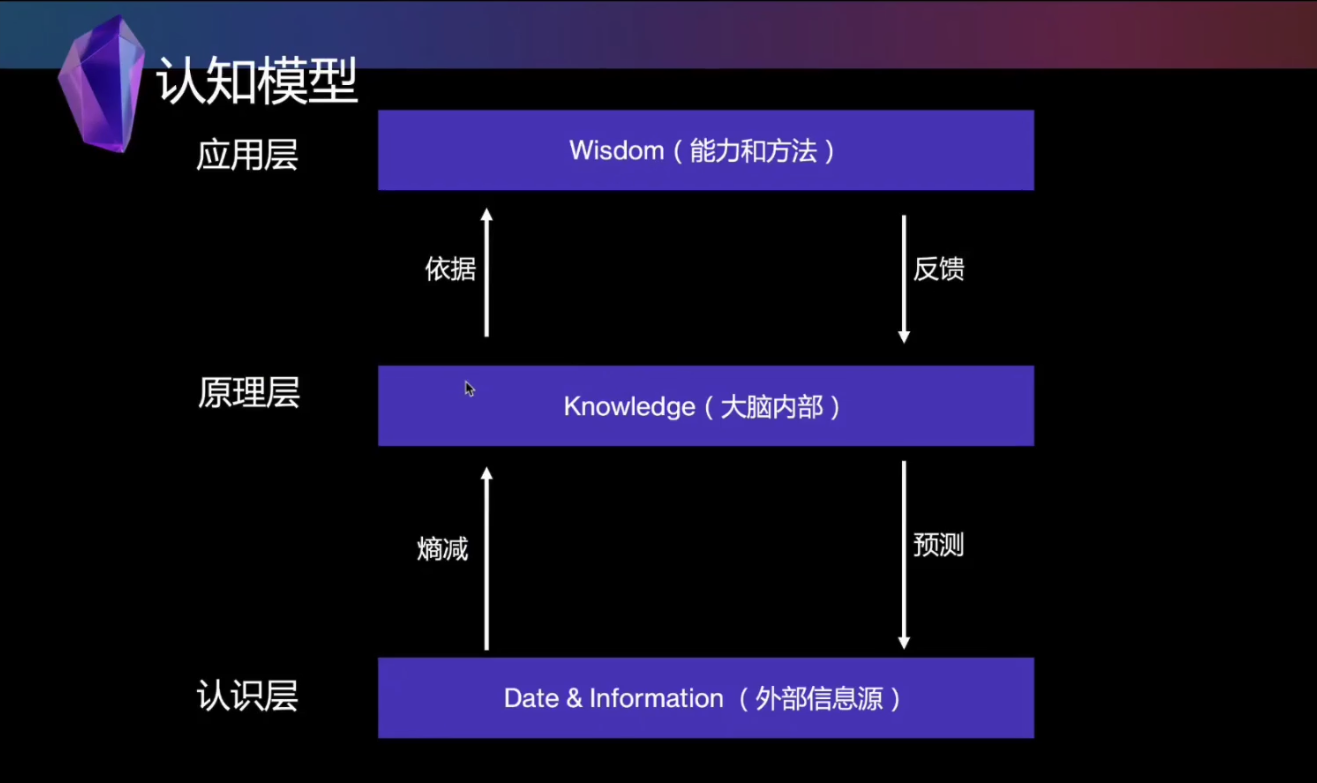 认知模型
应用层
Wisdom（能力和方法）
依据
反馈
原理层
Knowledge（大脑内部）
熵减
预测
认识层
Date & Information （外部信息源）